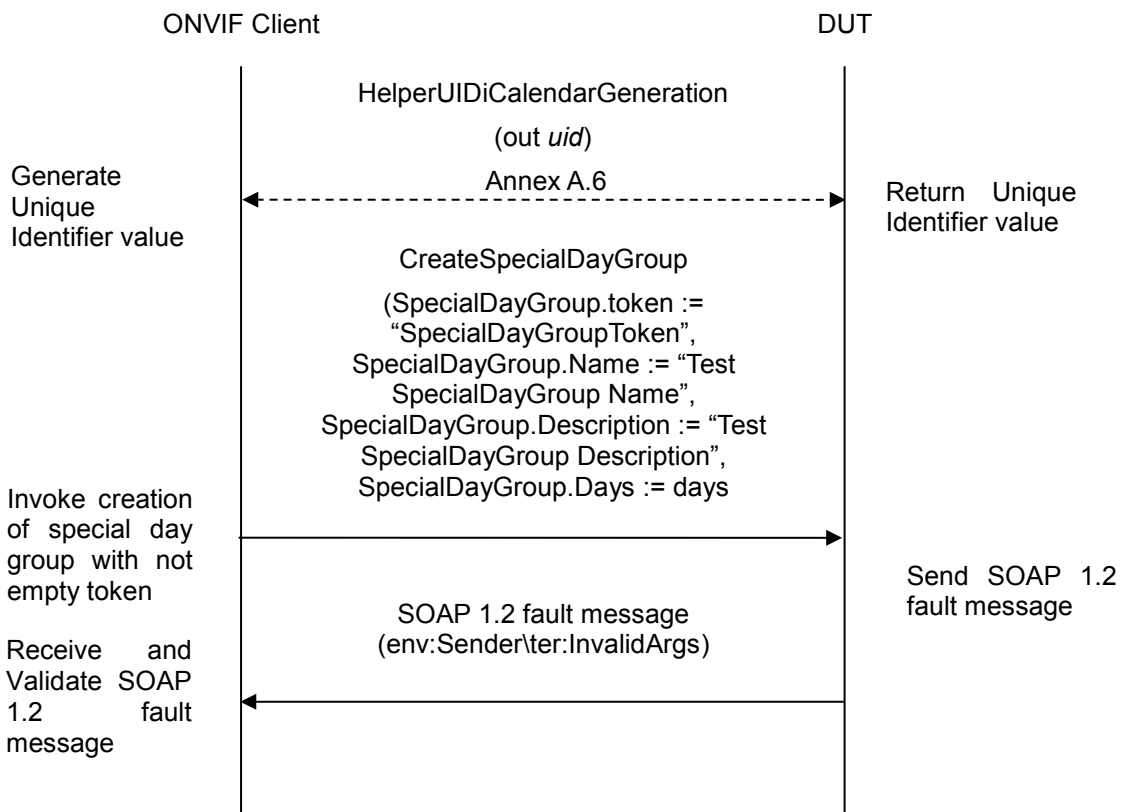 ONVIF Client
DUT
HelperUIDiCalendarGeneration
(out uid)
Annex A.6
Generate
Unique
Identifier value
Return Unique
Identifier value
CreateSpecialDayGroup
(SpecialDayGroup.token :=
“SpecialDayGroupToken”,
SpecialDayGroup.Name := “Test
SpecialDayGroup Name”,
SpecialDayGroup.Description := “Test
SpecialDayGroup Description”,
SpecialDayGroup.Days := days
Invoke creation
of special day
group with not
empty token
Send SOAP 1.2
fault message
SOAP 1.2 fault message
(env:Sender\ter:InvalidArgs)
Receive and
Validate SOAP
1.2 fault
message